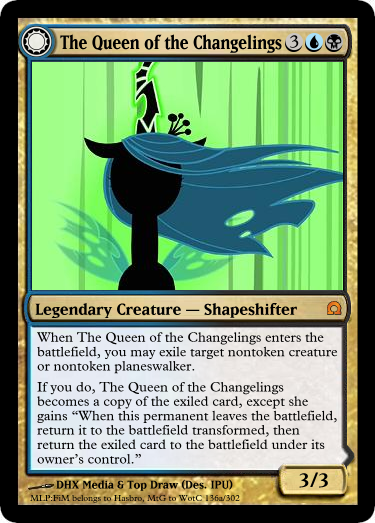 The Queen of the Changelings 3
Legendary Creature — Shapeshifter
When The Queen of the Changelings enters the
battlefield, you may exile target nontoken creature
or nontoken planeswalker.
If you do, The Queen of the Changelings
becomes a copy of the exiled card, except she
gains “When this permanent leaves the battlefield,
return it to the battlefield transformed, then
return the exiled card to the battlefield under its
owner’s control.”
3/3
DHX Media & Top Draw (Des. IPU)
MLP:FiM belongs to Hasbro, MtG to WotC 136a/302